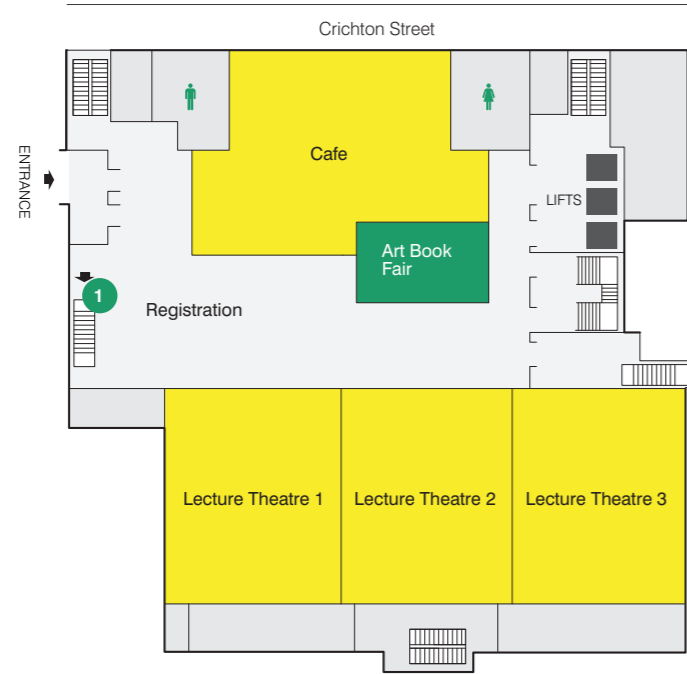 Crichton Street
Cafe
ENTRANCE
LIFTS
Art Book
Fair
1
Registration
Lecture Theatre 1
Lecture Theatre 2
Lecture Theatre 3